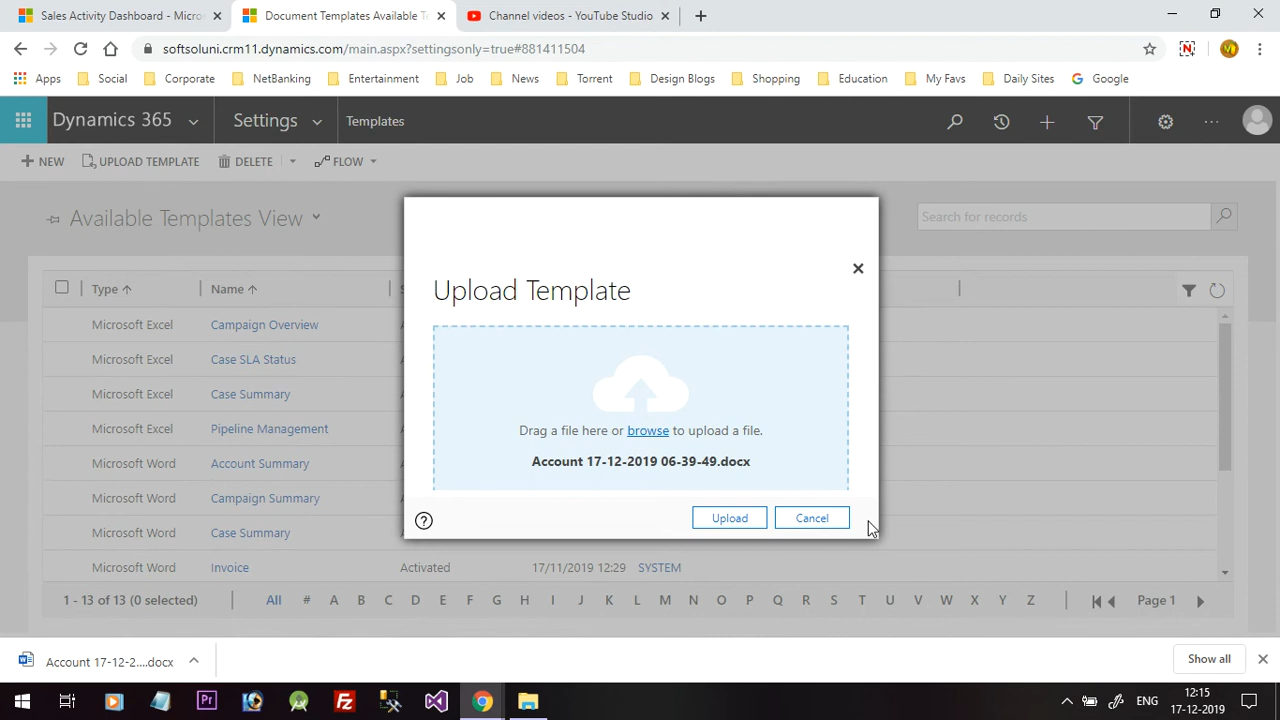 Sales Activity Dashboard - Micros
Document Templates Available T
Channel videos - YouTube Studio
softsoluni.crm11.dynamics.com/main.aspx?settingsonly=true#881411504
Apps Social Corporate NetBanking Entertainment Job News Torrent Design Blogs Shopping Education My Favs Daily Sites Google
Dynamics 365 Settings Templates
NEW UPLOAD TEMPLATE DELETE FLOW
Available Templates View
Search for records
Type Name
Microsoft Excel Campaign Overview
Microsoft Excel Case SLA Status
Microsoft Excel Case Summary
Microsoft Excel Pipeline Management
Microsoft Word Account Summary
Microsoft Word Campaign Summary
Microsoft Word Case Summary
Microsoft Word Invoice Activated 17/11/2019 12:29 SYSTEM
Upload Template
Drag a file here or browse to upload a file.
Account 17-12-2019 06-39-49.docx
? Upload Cancel
1 - 13 of 13 (0 selected) All # A B C D E F G H I J K L M N O P Q R S T U V W X Y Z Page 1
Account 17-12-2....docx
Show all
ENG
12:15
17-12-2019